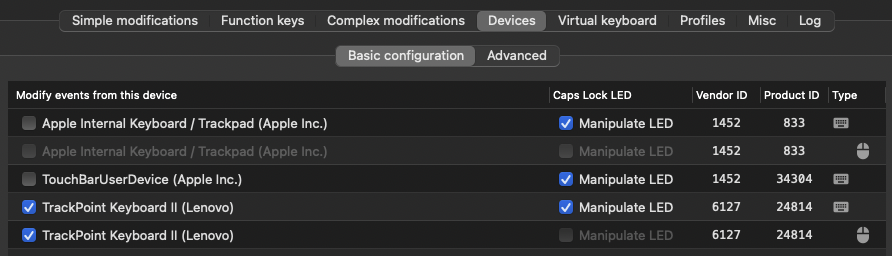 Simple modifications Function keys Complex modifications Devices Virtual keyboard Profiles Misc Log
Basic configuration Advanced
Modify events from this device Caps Lock LED Vendor ID Product ID Type
Apple Internal Keyboard / Trackpad (Apple Inc.) Manipulate LED 1452 833
Apple Internal Keyboard / Trackpad (Apple Inc.) Manipulate LED 1452 833
TouchBarUserDevice (Apple Inc.) Manipulate LED 1452 34304
TrackPoint Keyboard II (Lenovo) Manipulate LED 6127 24814
TrackPoint Keyboard II (Lenovo) Manipulate LED 6127 24814